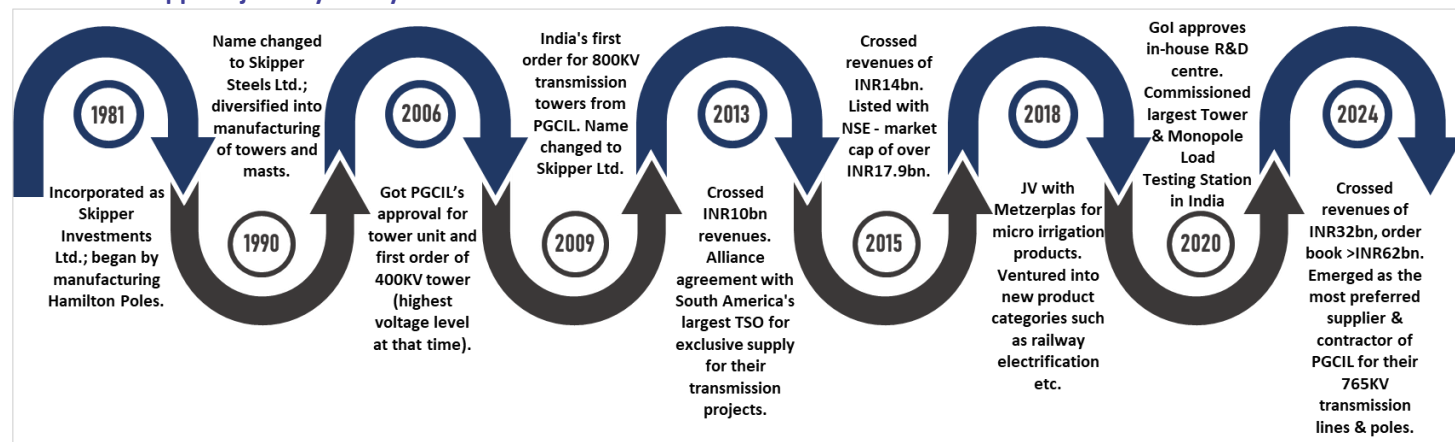 1981
Incorporated as
Skipper
Investments
Ltd.; began by
manufacturing
Hamilton Poles.
Name changed
to Skipper
Steels Ltd.;
diversified into
manufacturing
of towers and
masts.
1990
2006
Got PGCIL's
approval for
tower unit and
first order of
400KV tower
(highest
voltage level
at that time).
India's first
order for 800KV
transmission
towers from
PGCIL. Name
changed to
Skipper Ltd.
2009
2013
Crossed
INR10bn
revenues.
Alliance
agreement with
South America's
largest TSO for
exclusive supply
for their
transmission
projects.
Crossed
revenues of
INR14bn.
Listed with
NSE - market
cap of over
INR17.9bn.
2015
2018
JV with
Metzerplas for
micro irrigation
products.
Ventured into
new product
categories such
as railway
electrification
etc.
GoI approves
in-house R&D
centre.
Commissioned
largest Tower
& Monopole
Load
Testing Station
in India
2020
2024
Crossed
revenues of
INR32bn, order
book >INR62bn.
Emerged as the
most preferred
supplier &
contractor of
PGCIL for their
765KV
transmission
lines & poles.